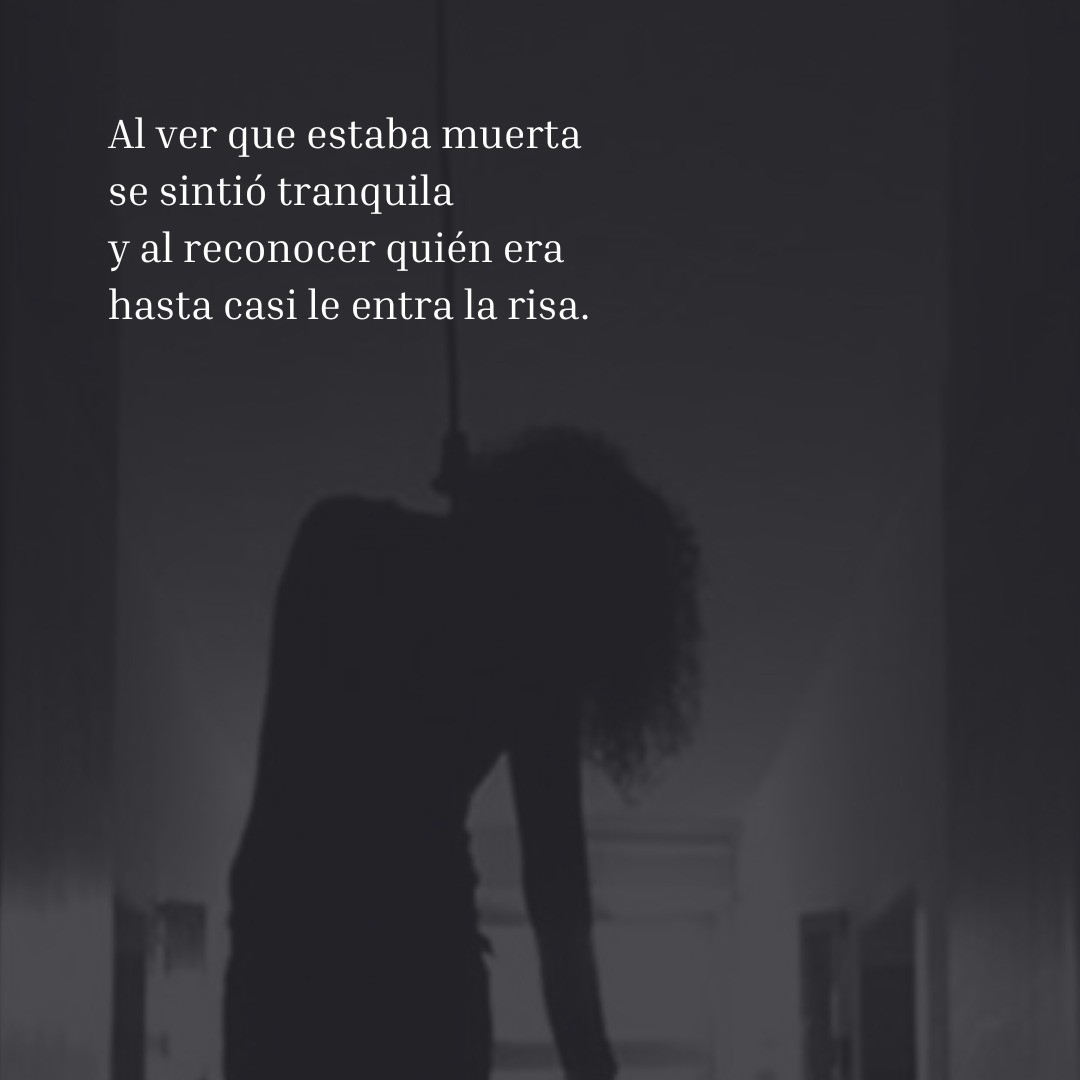 Al ver que estaba muerta
se sintió tranquila
y al reconocer quién era
hasta casi le entra la risa.